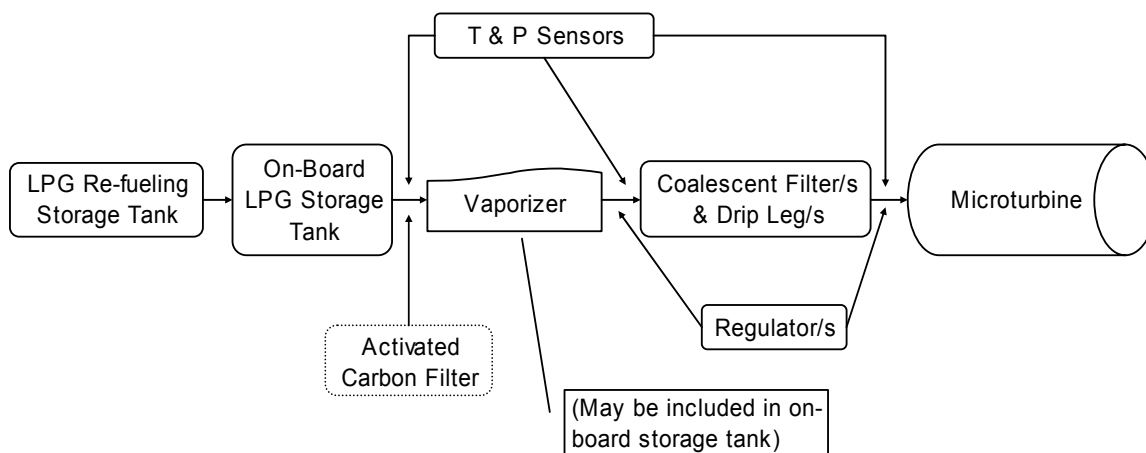 T & P Sensors
LPG Re-fueling
Storage Tank
On-Board
LPG Storage
Tank
Vaporizer
Coalescent Filter/s
& Drip Leg/s
Microturbine
Activated
Carbon Filter
Regulator/s
(May be included in on-
board storage tank)